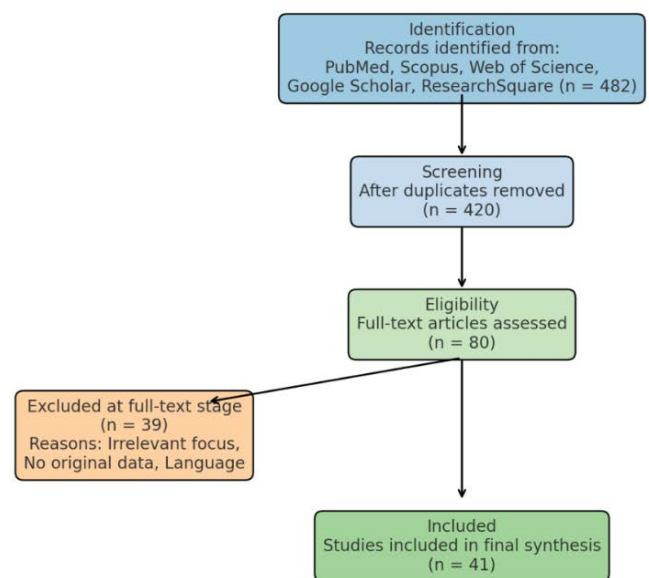 Identification
Records identified from:
PubMed, Scopus, Web of Science,
Google Scholar, ResearchSquare (n = 482)
Screening
After duplicates removed
(n = 420)
Eligibility
Full-text articles assessed
(n = 80)
Excluded at full-text stage
(n = 39)
Reasons: Irrelevant focus,
No original data, Language
Included
Studies included in final synthesis
(n = 41)